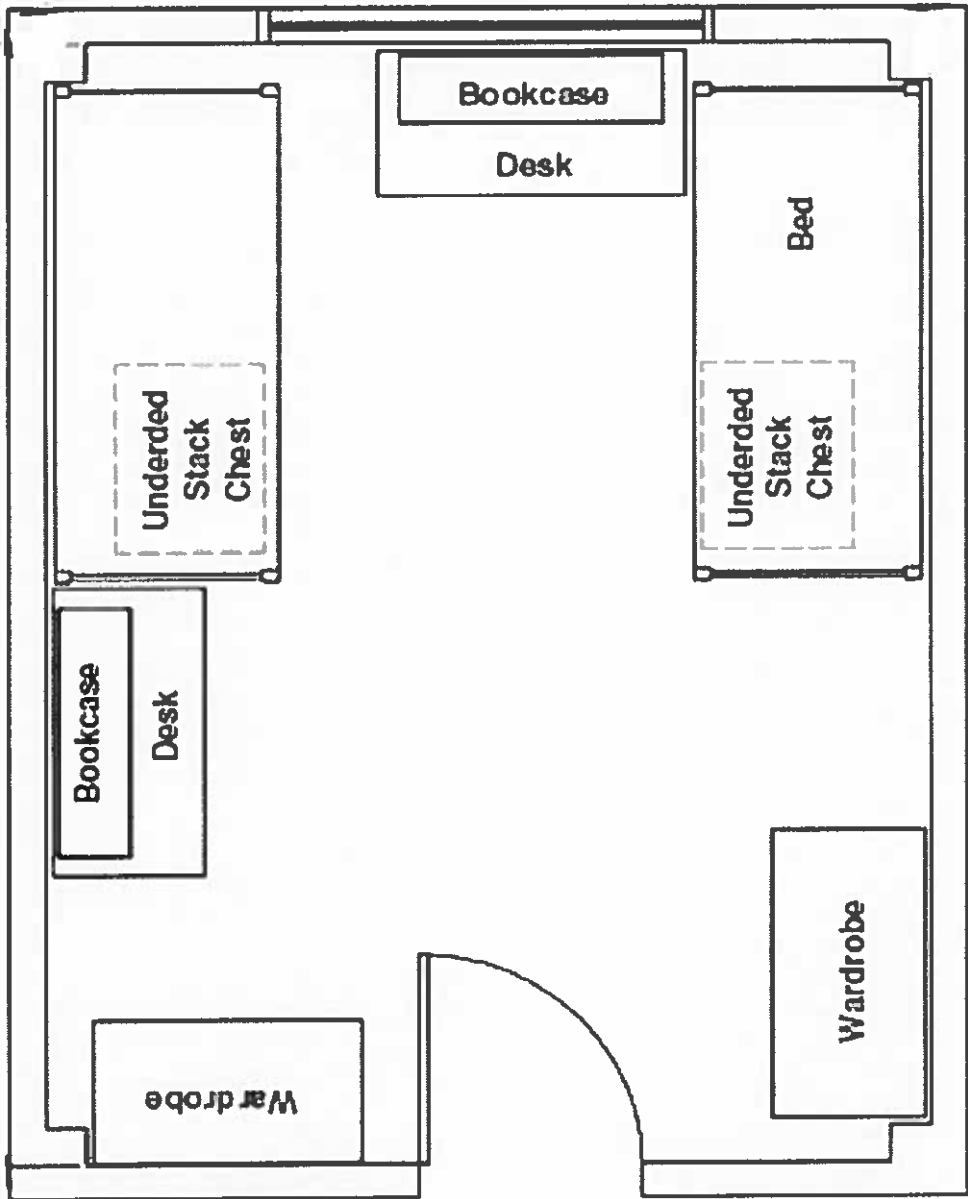 Bookcase
Desk
Bed
Underded
Stack
Chest
Underded
Stack
Chest
Bookcase
Desk
Wardrobe
Wardrobe